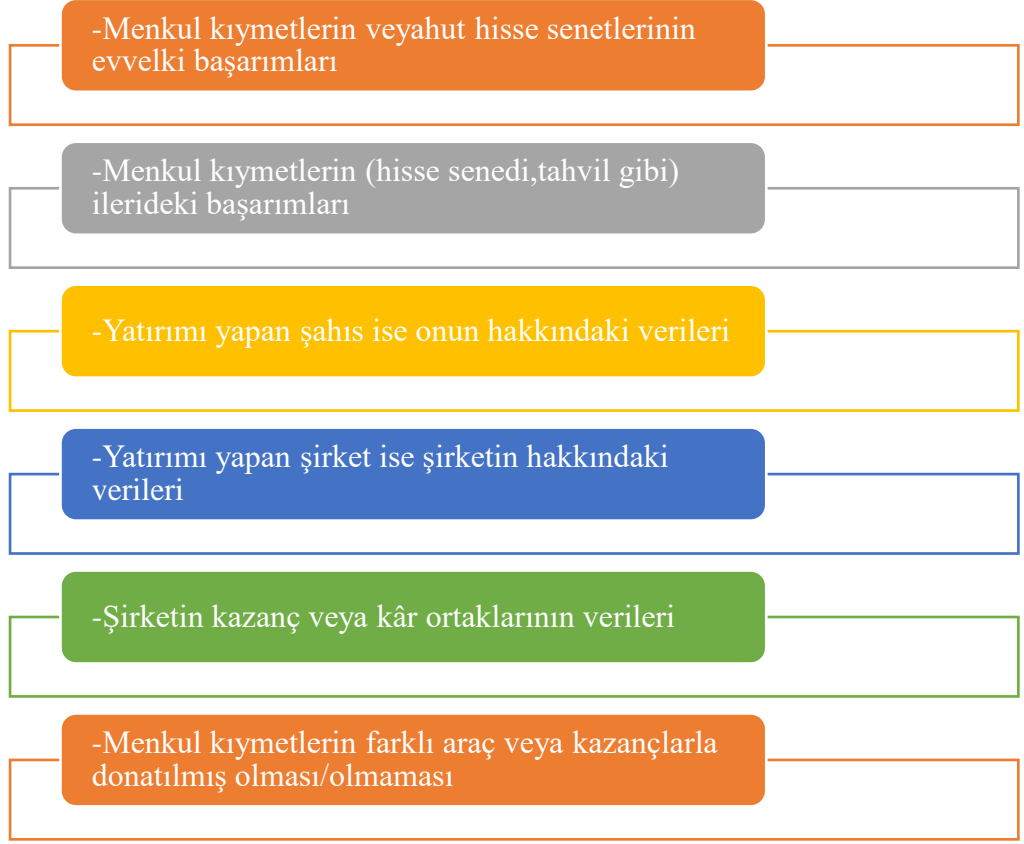 -Menkul kıymetlerin veyahut hisse senetlerinin
evvelki başarımları
-Menkul kıymetlerin (hisse senedi,tahvil gibi)
ilerideki başarımları
-Yatırımı yapan şahıs ise onun hakkındaki verileri
-Yatırımı yapan şirket ise şirketin hakkındaki
verileri
-Şirketin kazanç veya kâr ortaklarının verileri
-Menkul kıymetlerin farklı araç veya kazançlarla
donatılmış olması/olmaması